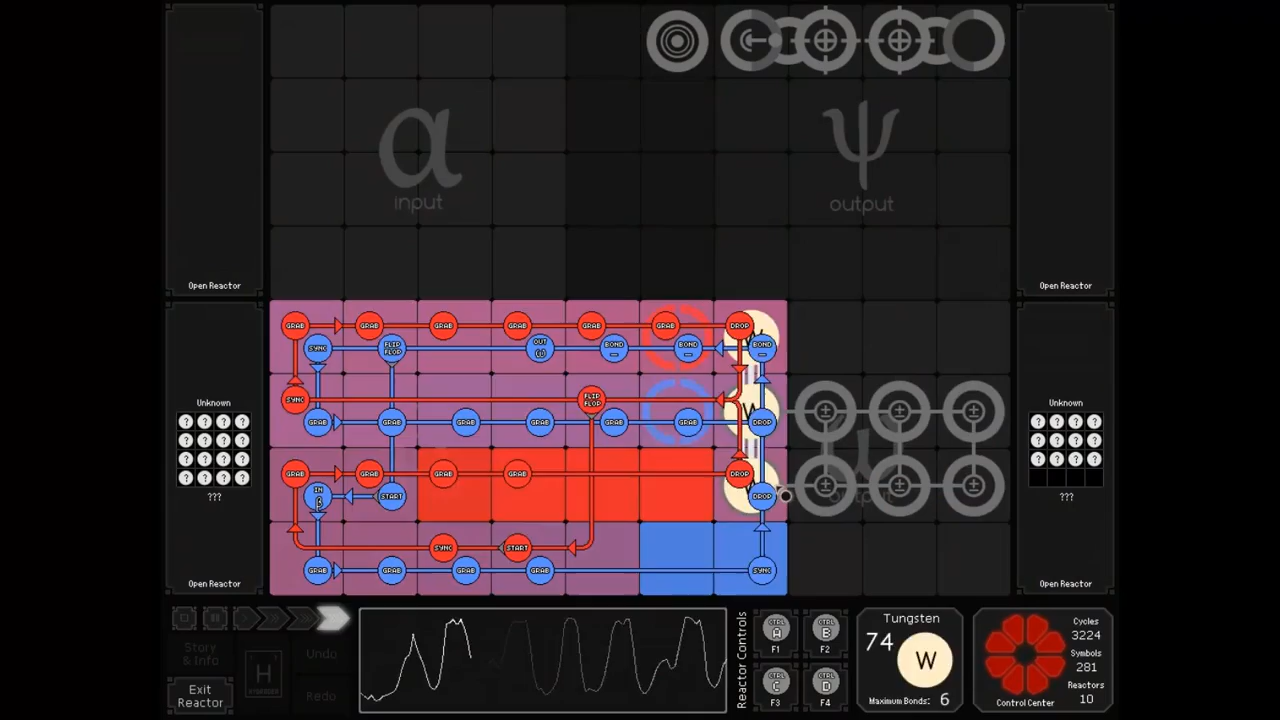 α
input
ψ
output
Open Reactor
Open Reactor
GRAB GRAB GRAB GRAB GRAB GRAB DROP W
SYNC FLIP FLOP OUT (ψ) BOND – BOND – BOND –
SYNC FLIP FLOP W
GRAB GRAB GRAB GRAB GRAB GRAB DROP
± ± ±
GRAB GRAB GRAB GRAB DROP
IN β START DROP
± ± ±
output
SYNC START
GRAB GRAB GRAB GRAB SYNC
Unknown
? ? ? ?
? ? ? ?
? ? ? ?
? ? ? ?
???
Open Reactor
Unknown
? ? ? ?
? ? ? ?
? ? ? ?
???
Open Reactor
Story
& Info
Exit
Reactor
H
HYDROGEN
Undo
Redo
Reactor Controls
CTRL A
F1
CTRL B
F2
CTRL C
F3
CTRL D
F4
Tungsten
74 W
Maximum Bonds: 6
Cycles
3224
Symbols
281
Reactors
10
Control Center